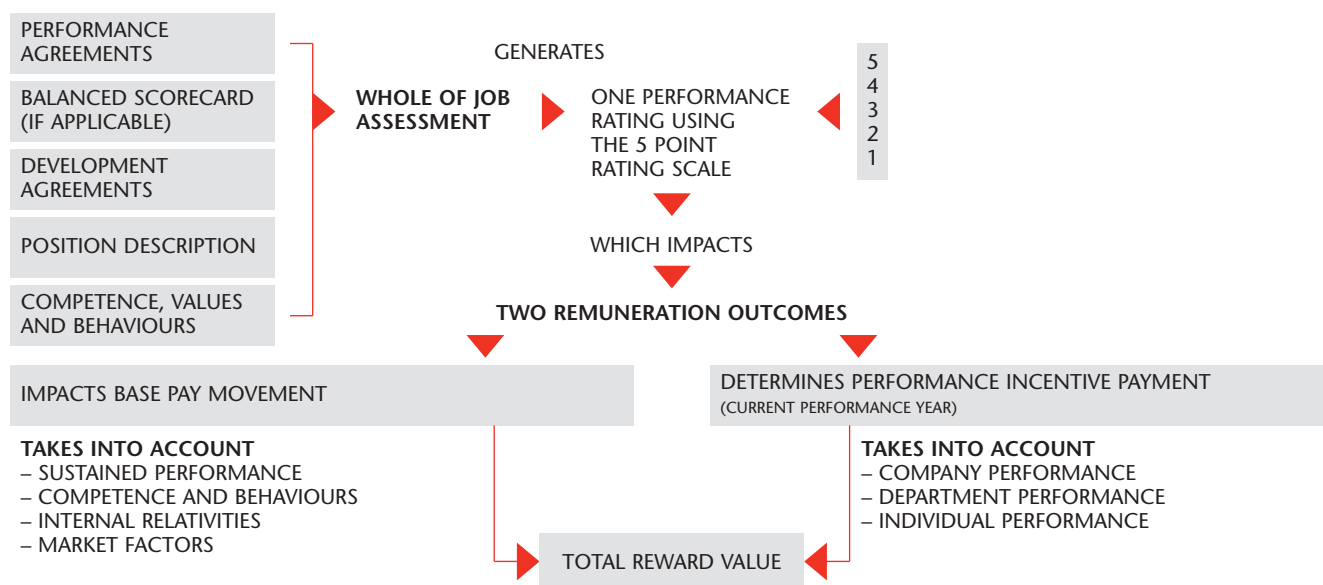 PERFORMANCE
AGREEMENTS
BALANCED SCORECARD
(IF APPLICABLE)
DEVELOPMENT
AGREEMENTS
POSITION DESCRIPTION
COMPETENCE, VALUES
AND BEHAVIOURS
WHOLE OF JOB
ASSESSMENT
GENERATES
ONE PERFORMANCE
RATING USING
THE 5 POINT
RATING SCALE
5
4
3
2
1
WHICH IMPACTS
TWO REMUNERATION OUTCOMES
IMPACTS BASE PAY MOVEMENT
TAKES INTO ACCOUNT
– SUSTAINED PERFORMANCE
– COMPETENCE AND BEHAVIOURS
– INTERNAL RELATIVITIES
– MARKET FACTORS
DETERMINES PERFORMANCE INCENTIVE PAYMENT
(CURRENT PERFORMANCE YEAR)
TAKES INTO ACCOUNT
– COMPANY PERFORMANCE
– DEPARTMENT PERFORMANCE
– INDIVIDUAL PERFORMANCE
TOTAL REWARD VALUE